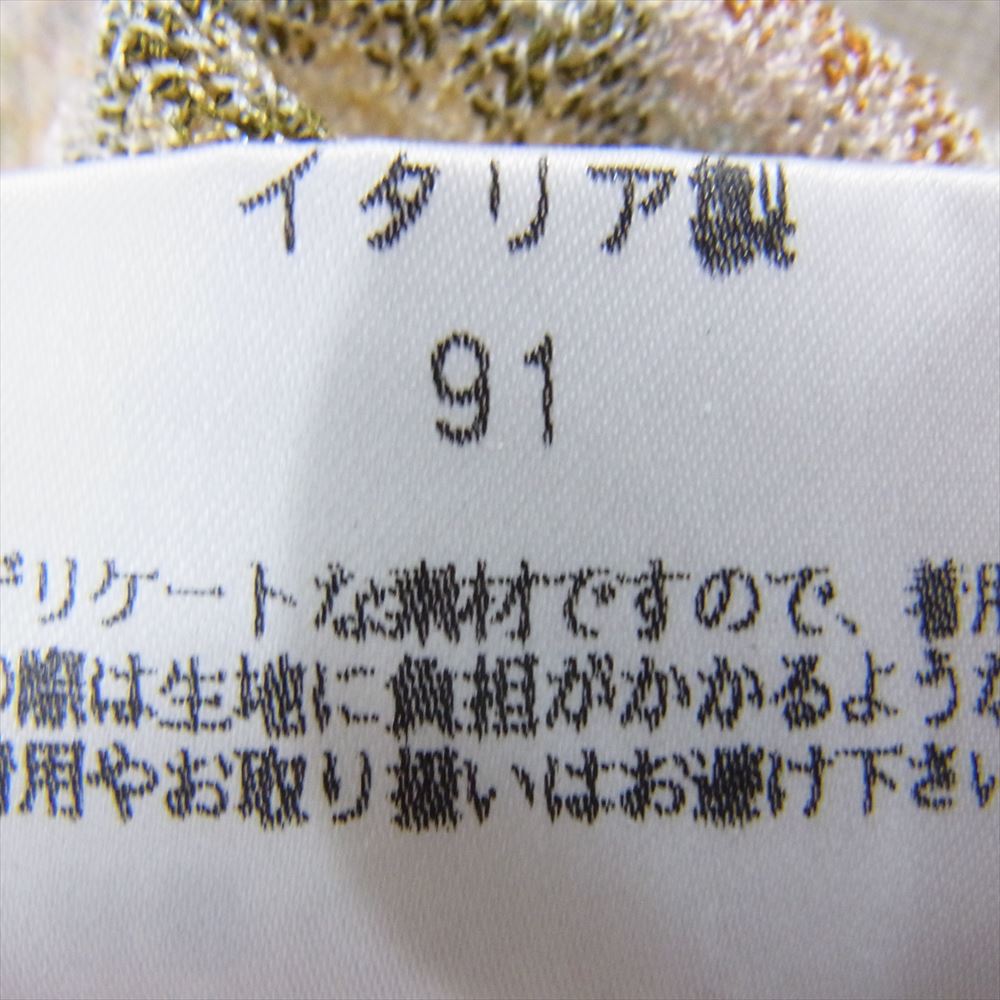 イタリア製
91
デリケートな素材ですので、着用
の際は生地に負担がかかるような
着用やお取り扱いはお避け下さい